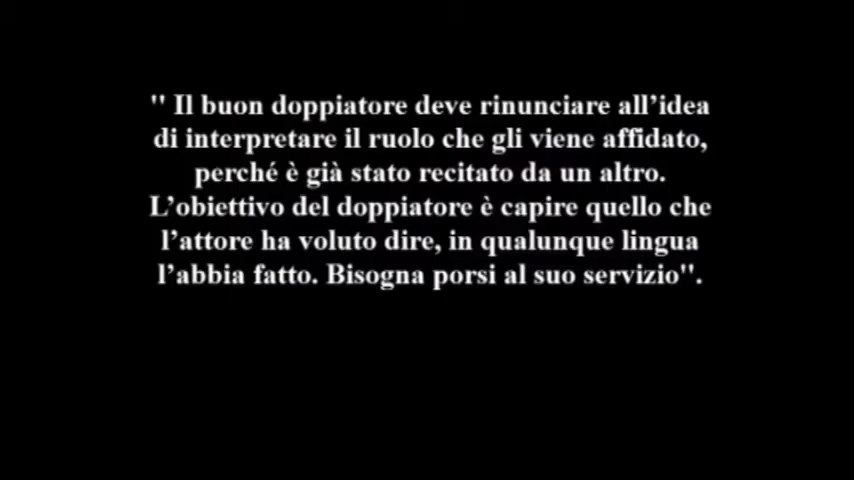 " Il buon doppiatore deve rinunciare all’idea
di interpretare il ruolo che gli viene affidato,
perché è già stato recitato da un altro.
L’obiettivo del doppiatore è capire quello che
l’attore ha voluto dire, in qualunque lingua
l’abbia fatto. Bisogna porsi al suo servizio".